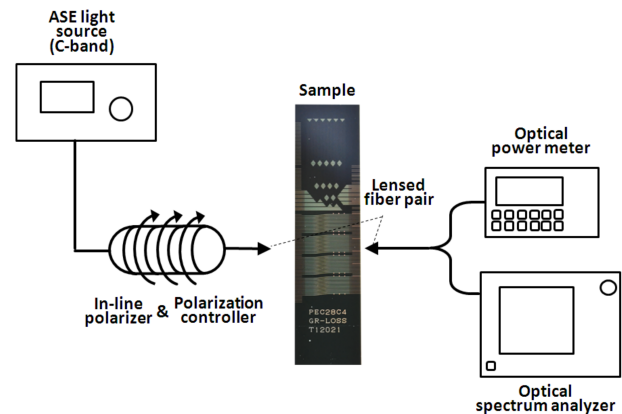 ASE light
source
(C-band)
Sample
Optical
power meter
Lensed
fiber pair
In-line
polarizer
&
Polarization
controller
PEC28C4
GR-LOSS
TI2021
Optical
spectrum analyzer